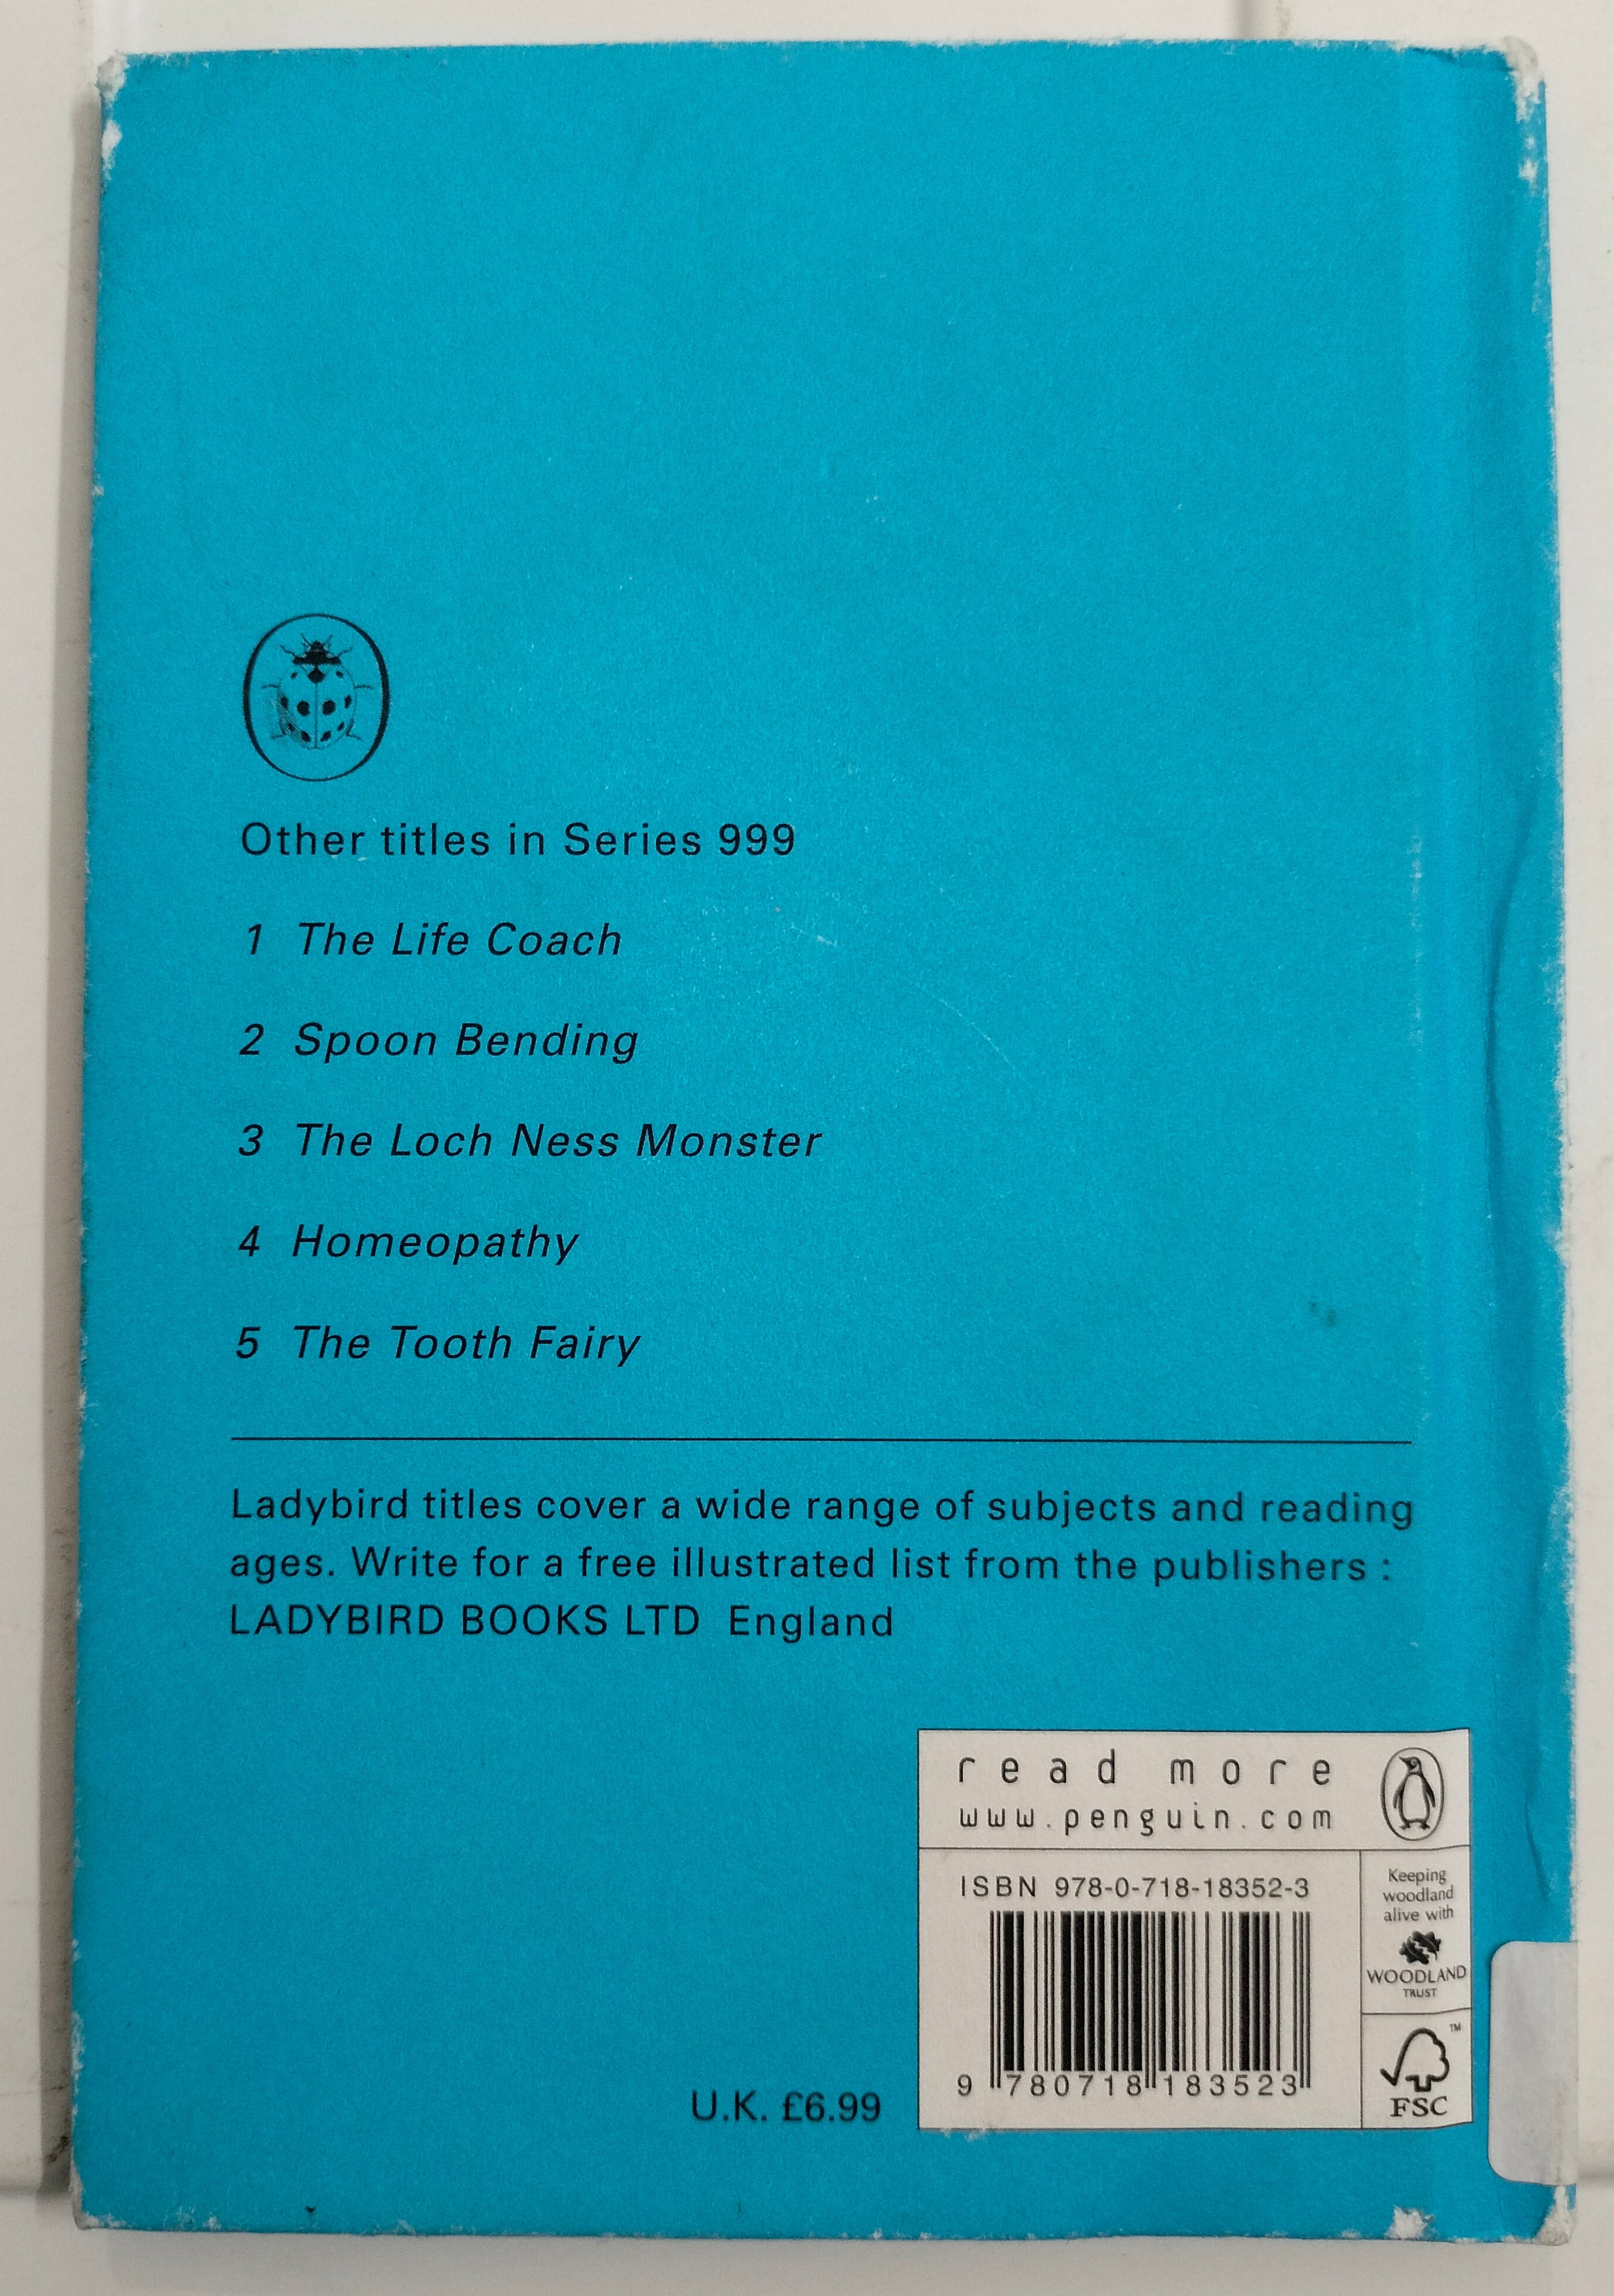 Other titles in Series 999
1 The Life Coach
2 Spoon Bending
3 The Loch Ness Monster
4 Homeopathy
5 The Tooth Fairy
Ladybird titles cover a wide range of subjects and reading
ages. Write for a free illustrated list from the publishers :
LADYBIRD BOOKS LTD England
read more
www.penguin.com
ISBN 978-0-718-18352-3
9 780718 183523
Keeping
woodland
alive with
WOODLAND
TRUST
TM
FSC
U.K. £6.99